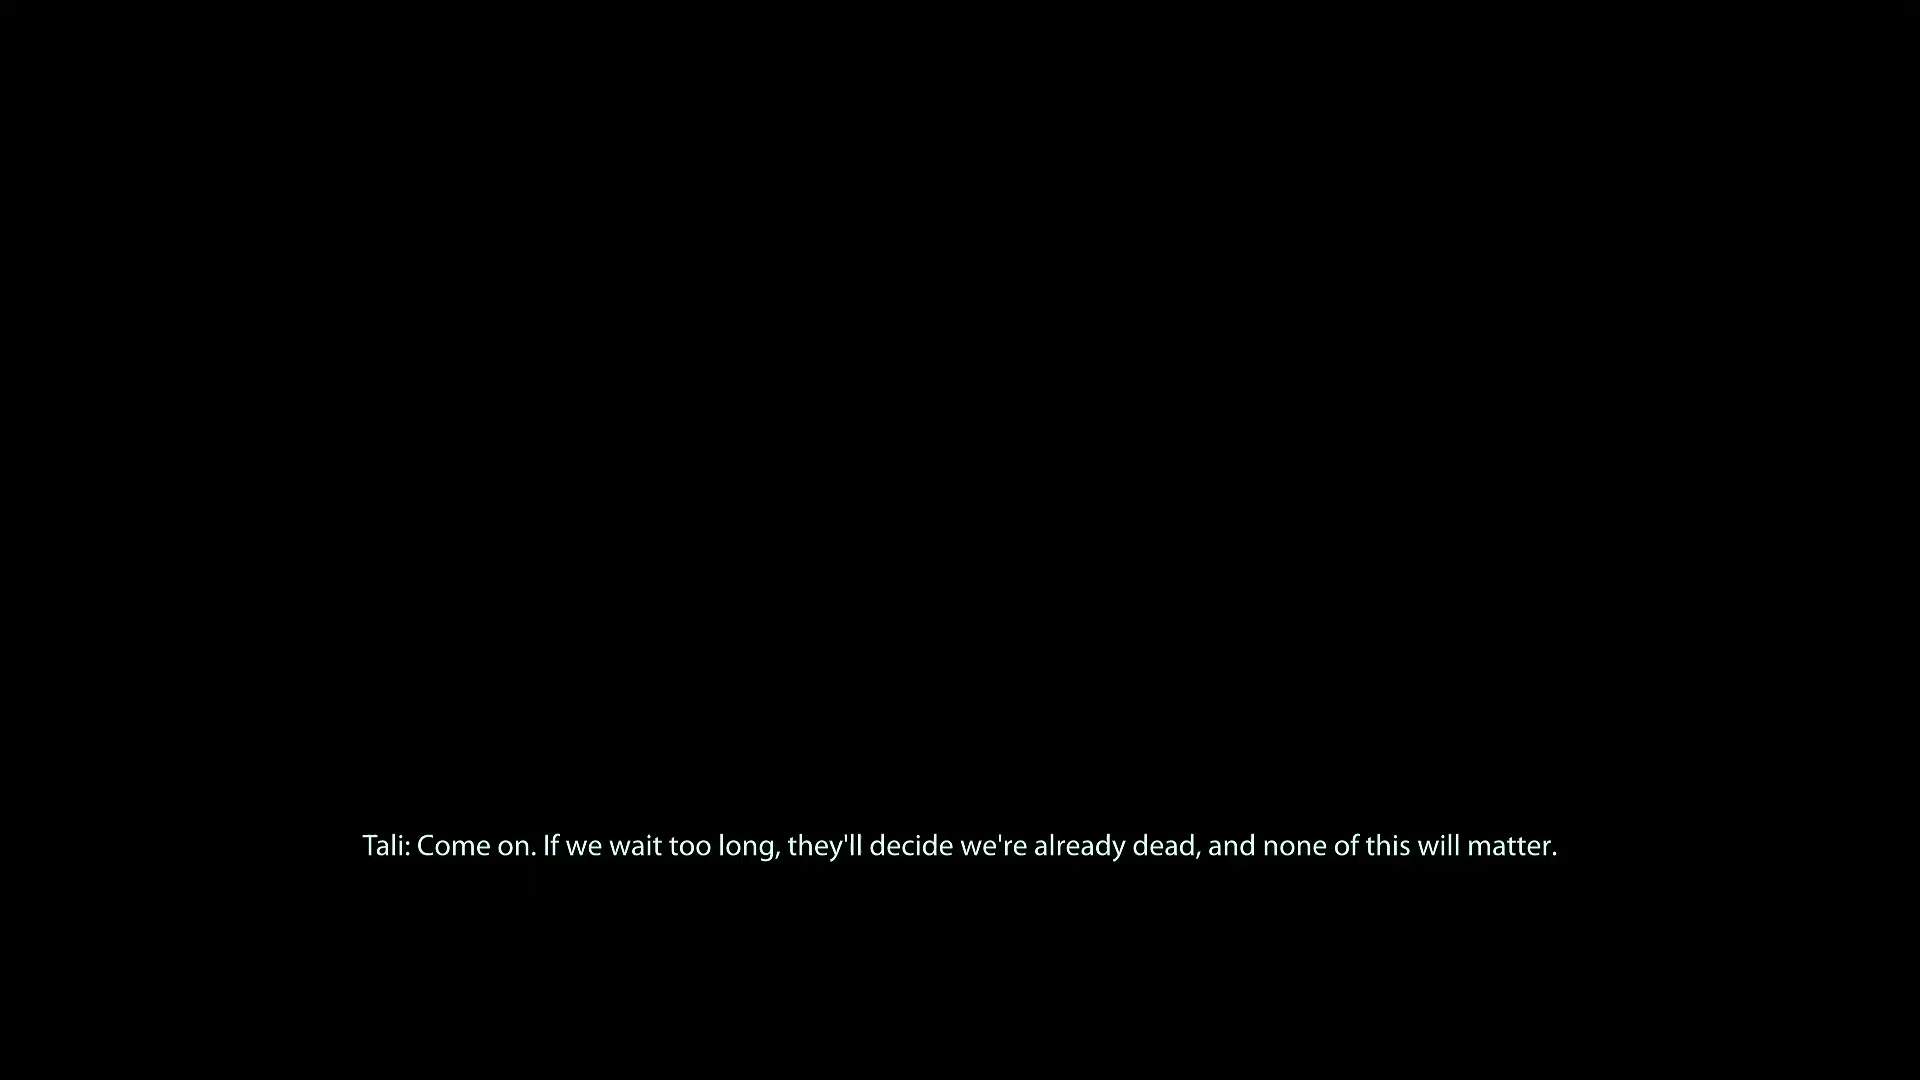 Tali: Come on. If we wait too long, they'll decide we're already dead, and none of this will matter.